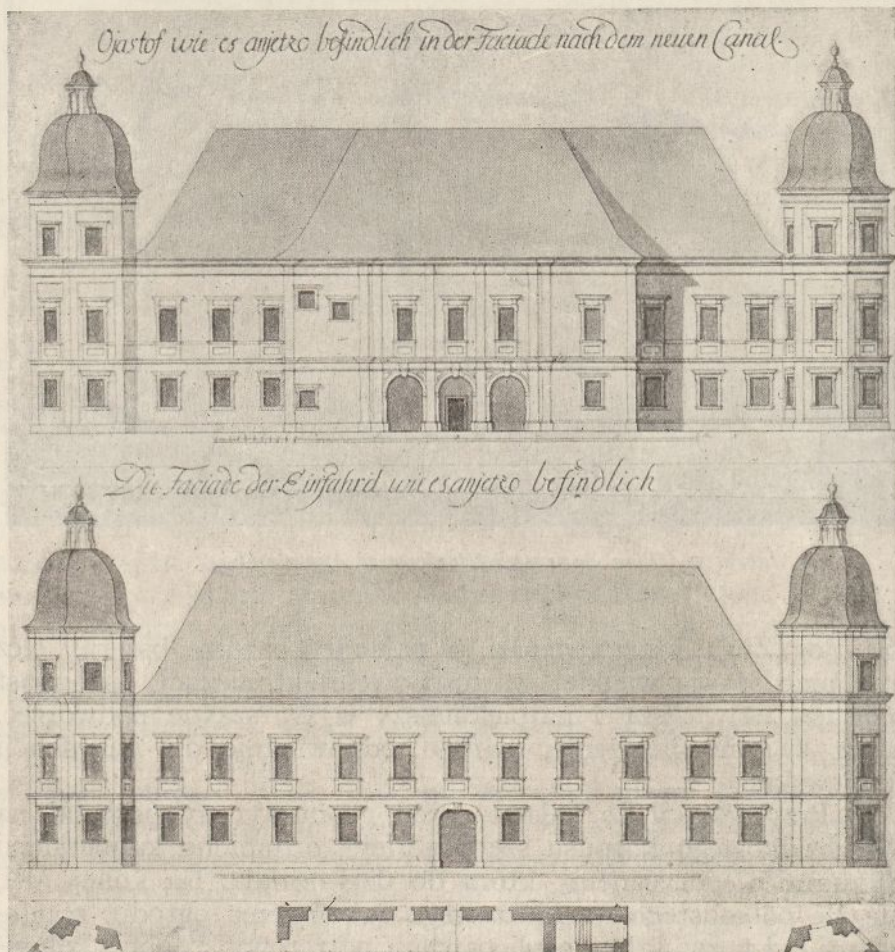 Ojastof wie es anjetzo befindlich in der Faciade nach dem neuen Canal.
Die Faciade der Einfahrd wie es anjetzo befindlich